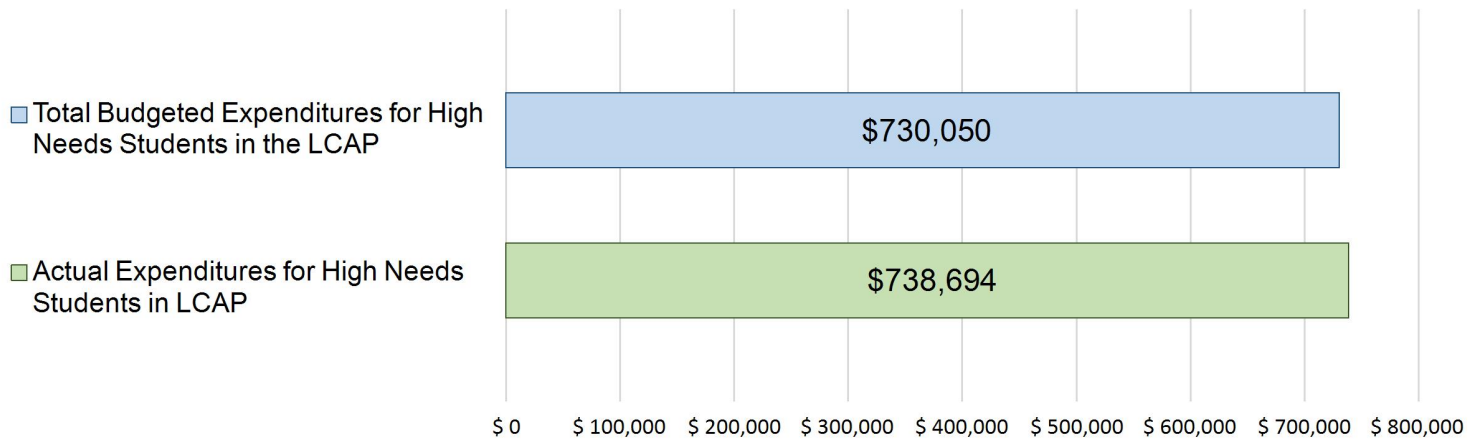 Total Budgeted Expenditures for High
Needs Students in the LCAP
$730,050
Actual Expenditures for High Needs
Students in LCAP
$738,694
$ 0 $ 100,000 $ 200,000 $ 300,000 $ 400,000 $ 500,000 $ 600,000 $ 700,000 $ 800,000